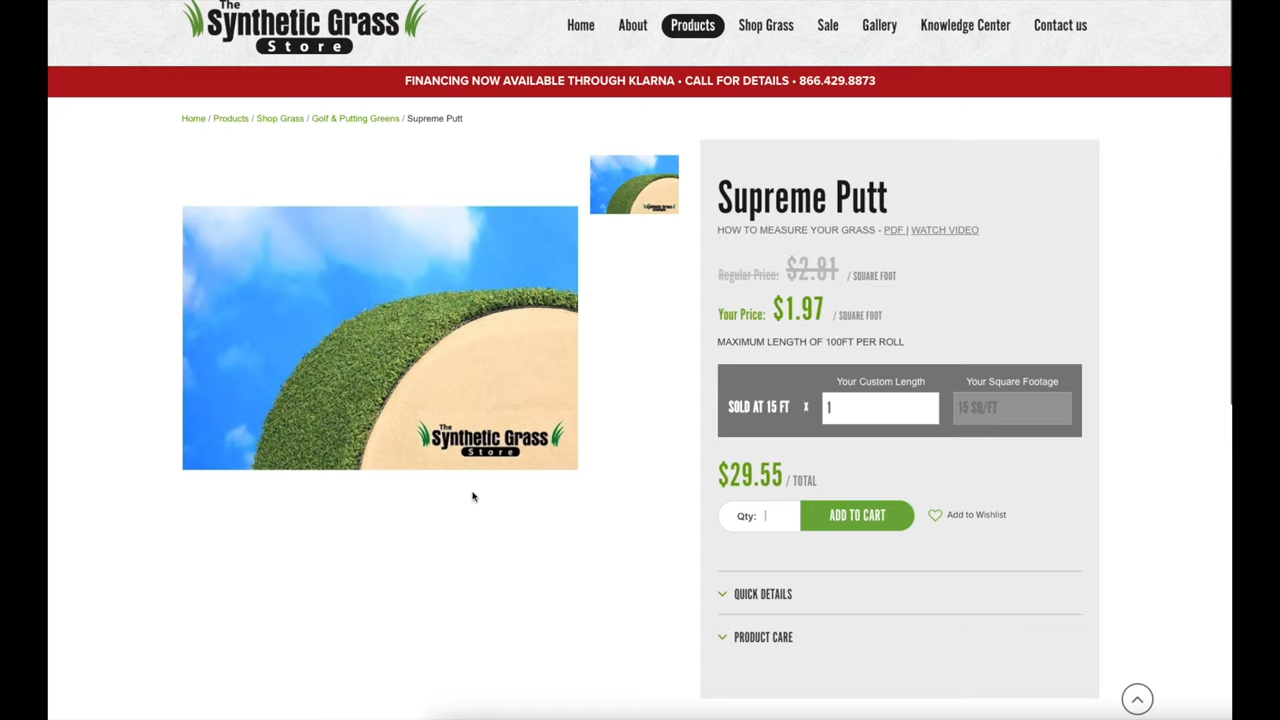 The
Synthetic Grass
Store
Home
About
Products
Shop Grass
Sale
Gallery
Knowledge Center
Contact us
FINANCING NOW AVAILABLE THROUGH KLARNA • CALL FOR DETAILS • 866.429.8873
Home / Products / Shop Grass / Golf & Putting Greens / Supreme Putt
The
Synthetic Grass
Store
Supreme Putt
HOW TO MEASURE YOUR GRASS - PDF | WATCH VIDEO
Regular Price: $2.81 / SQUARE FOOT
Your Price: $1.97 / SQUARE FOOT
MAXIMUM LENGTH OF 100FT PER ROLL
Your Custom Length
Your Square Footage
SOLD AT 15 FT X 1 15 SQ/FT
$29.55 / TOTAL
Qty: 1
ADD TO CART
Add to Wishlist
QUICK DETAILS
PRODUCT CARE